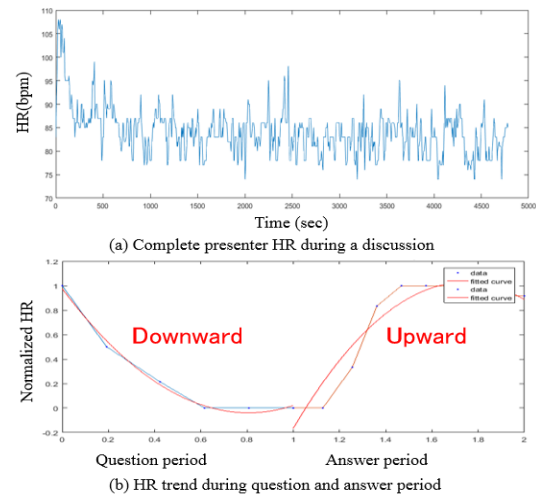 110
105
100
95
90
85
80
75
70
HR(bpm)
0 500 1000 1500 2000 2500 3000 3500 4000 4500 5000
Time (sec)
(a) Complete presenter HR during a discussion
1.2
1
0.8
0.6
0.4
0.2
0
-0.2
Normalized HR
data
fitted curve
data
fitted curve
Downward Upward
0 0.2 0.4 0.6 0.8 1 1.2 1.4 1.6 1.8 2
Question period Answer period
(b) HR trend during question and answer period